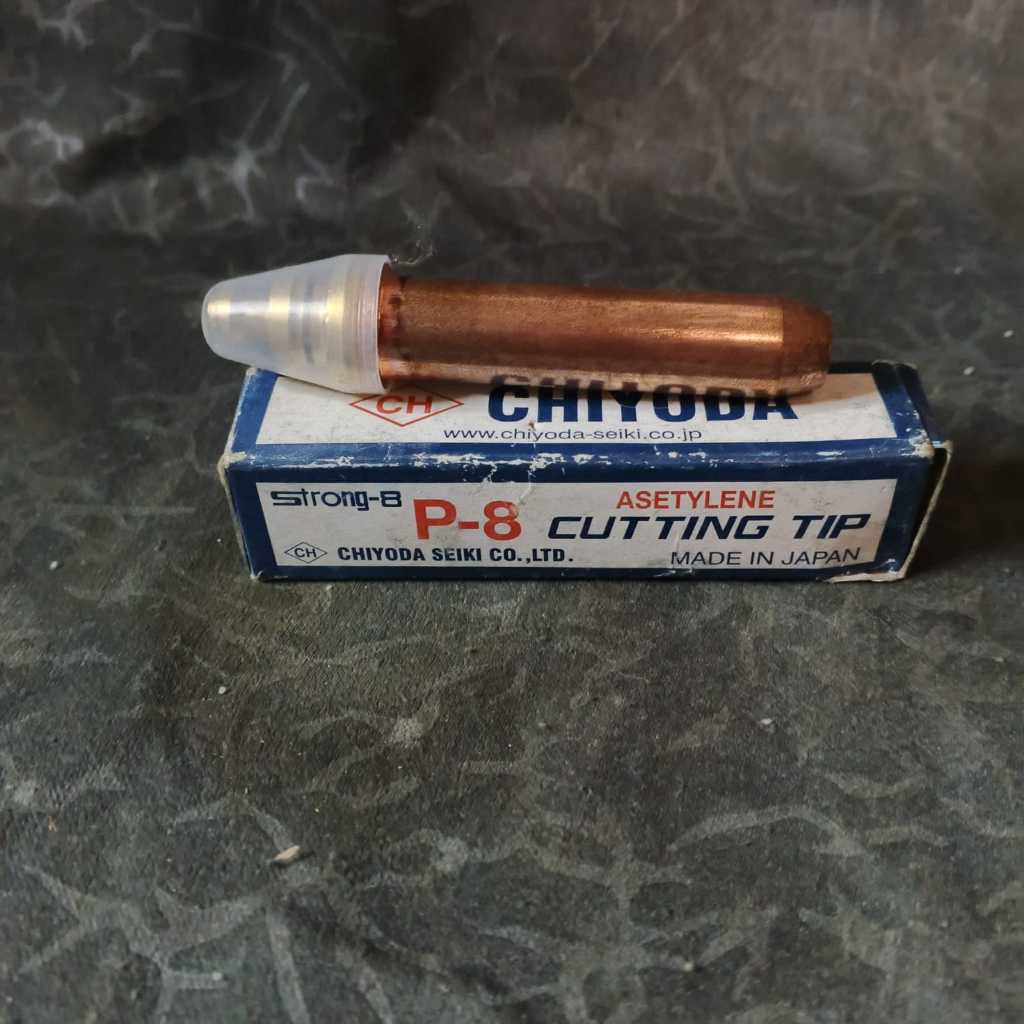 CH CHIYODA
www.chiyoda-seiki.co.jp
Strong-8 P-8 ASETYLENE
CUTTING TIP
CH CHIYODA SEIKI CO.,LTD. MADE IN JAPAN